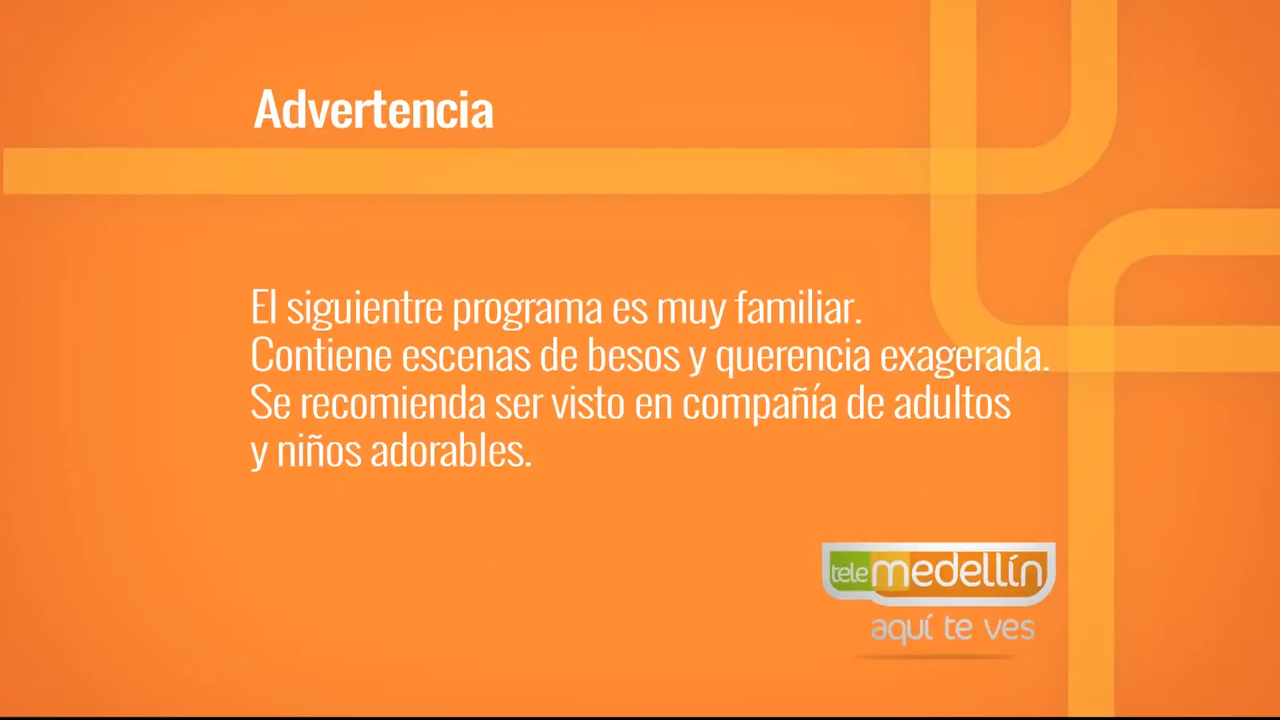 Advertencia
El siguientre programa es muy familiar.
Contiene escenas de besos y querencia exagerada.
Se recomienda ser visto en compañía de adultos
y niños adorables.
telemedellín
aquí te ves